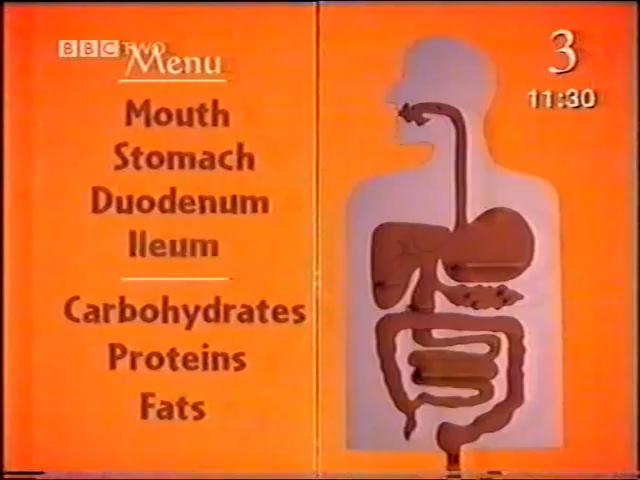 BBC TWO
Menu
Mouth
Stomach
Duodenum
Ileum
Carbohydrates
Proteins
Fats
3
11:30